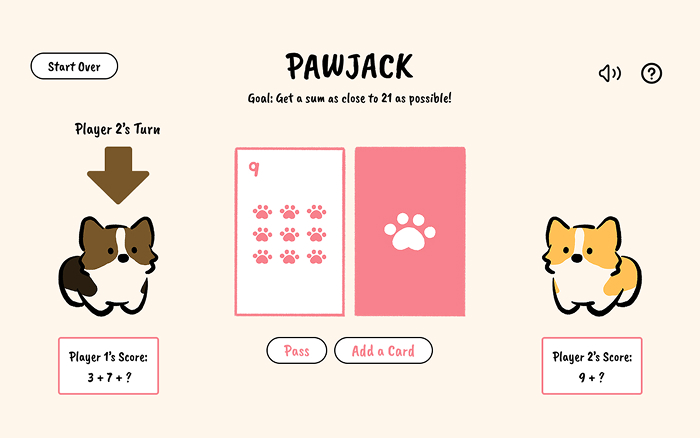 PAWJACK
Start Over
Goal: Get a sum as close to 21 as possible!
?
Player 2's Turn
9
Pass
Add a Card
Player 1's Score:
3 + 7 + ?
Player 2's Score:
9 + ?